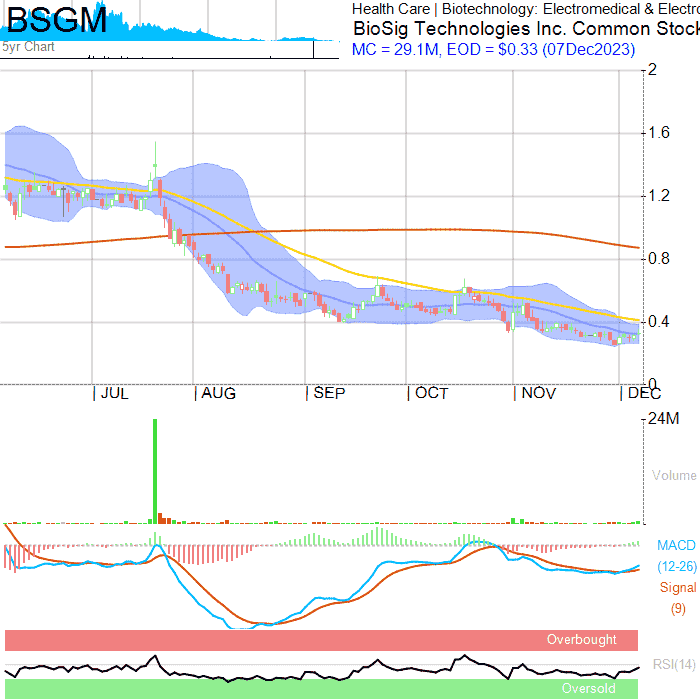 BSGM
5yr Chart
Health Care | Biotechnology: Electromedical & Electro
BioSig Technologies Inc. Common Stock
MC = 29.1M, EOD = $0.33 (07Dec2023)
2
1.6
1.2
0.8
0.4
0
| JUL | AUG | SEP | OCT | NOV | DEC
24M
Volume
MACD
(12-26)
Signal
(9)
Overbought
RSI(14)
Oversold